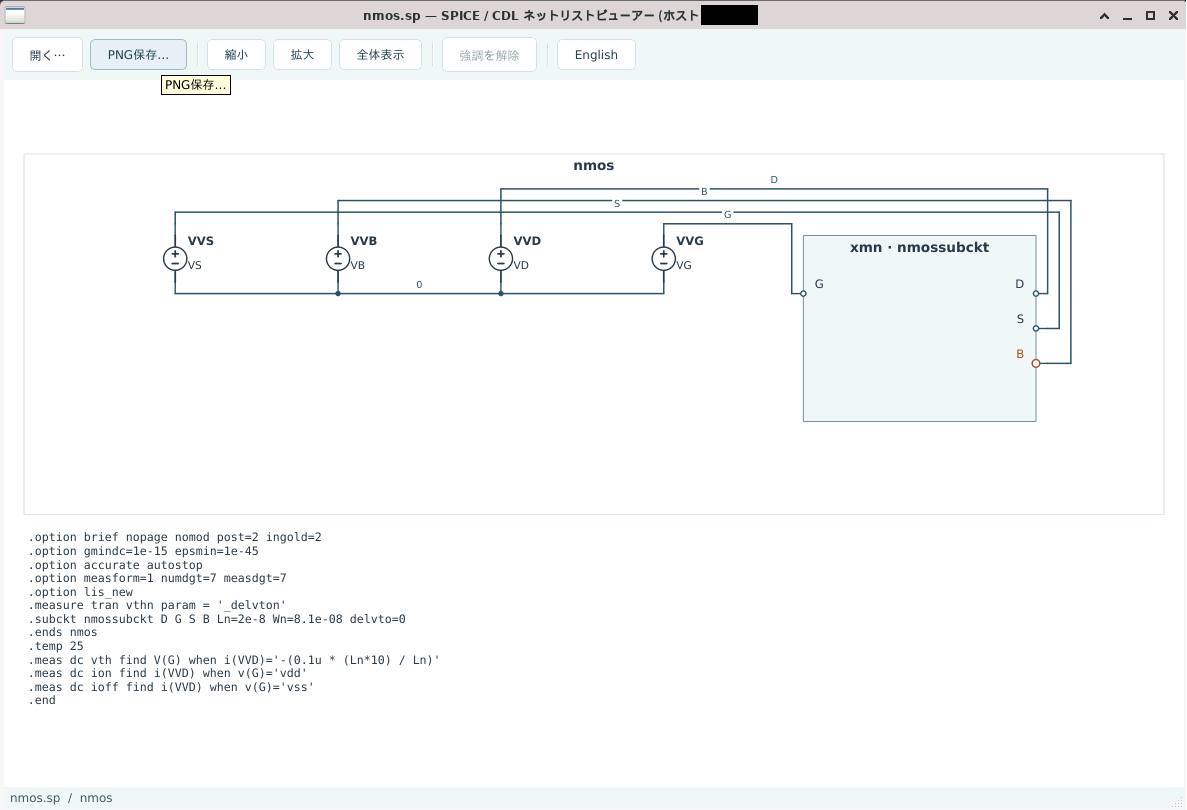 nmos.sp — SPICE / CDL ネットリストビューアー (ホスト
開く… PNG保存… 縮小 拡大 全体表示 強調を解除 English
PNG保存…
nmos
D
B
S
G
VVS VVB VVD VVG xmn · nmossubckt
VS VB VD VG
0 G D
S
B
.option brief nopage nomod post=2 ingold=2
.option gmindc=1e-15 epsmin=1e-45
.option accurate autostop
.option measform=1 numdgt=7 measdgt=7
.option lis_new
.measure tran vthn param = '_delvton'
.subckt nmossubckt D G S B Ln=2e-8 Wn=8.1e-08 delvto=0
.ends nmos
.temp 25
.meas dc vth find V(G) when i(VVD)='-(0.1u * (Ln*10) / Ln)'
.meas dc ion find i(VVD) when v(G)='vdd'
.meas dc ioff find i(VVD) when v(G)='vss'
.end
nmos.sp / nmos